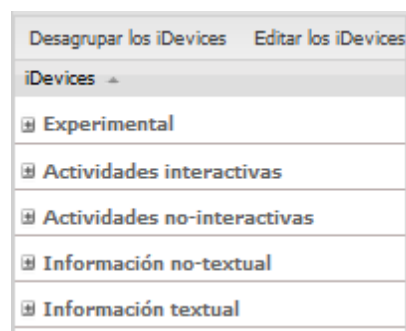 Desagrupar los iDevices Editar los iDevices
iDevices
Experimental
Actividades interactivas
Actividades no-interactivas
Información no-textual
Información textual